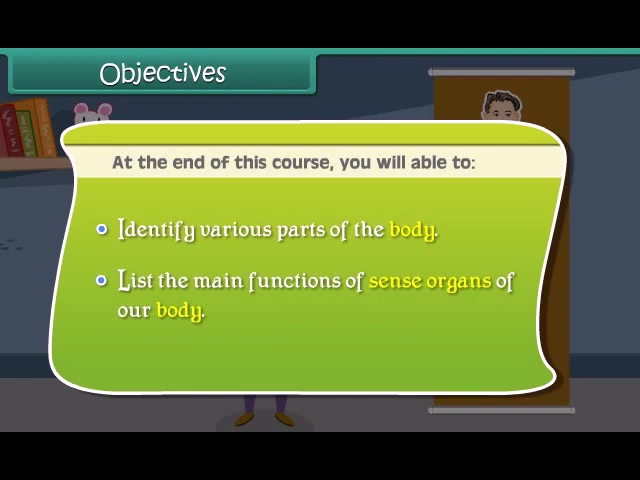 Objectives
At the end of this course, you will able to:
Identify various parts of the body.
List the main functions of sense organs of
our body.